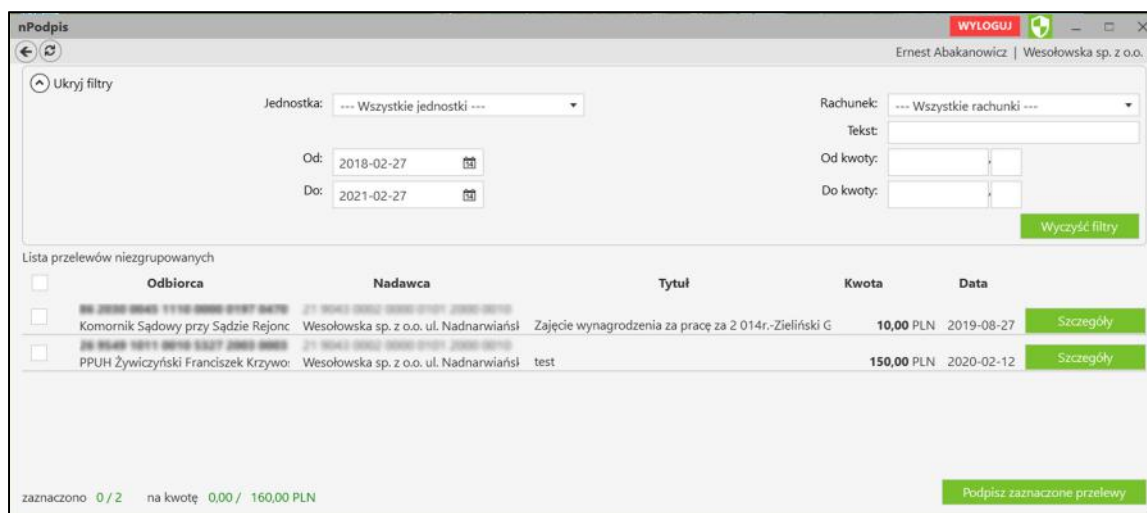 nPodpis WYLOGUJ
Ernest Abakanowicz | Wesołowska sp. z o.o.
Ukryj filtry
Jednostka: --- Wszystkie jednostki --- Rachunek: --- Wszystkie rachunki ---
Tekst:
Od: 2018-02-27 Od kwoty: ,
Do: 2021-02-27 Do kwoty: ,
Wyczyść filtry
Lista przelewów niezgrupowanych
Odbiorca Nadawca Tytuł Kwota Data
Komornik Sądowy przy Sądzie Rejonc Wesołowska sp. z o.o. ul. Nadnarwiańsk Zajęcie wynagrodzenia za pracę za 2 014r.-Zieliński G 10,00 PLN 2019-08-27 Szczegóły
PPUH Żywiczyński Franciszek Krzywo Wesołowska sp. z o.o. ul. Nadnarwiańsk test 150,00 PLN 2020-02-12 Szczegóły
zaznaczono 0 / 2 na kwotę 0,00 / 160,00 PLN Podpisz zaznaczone przelewy